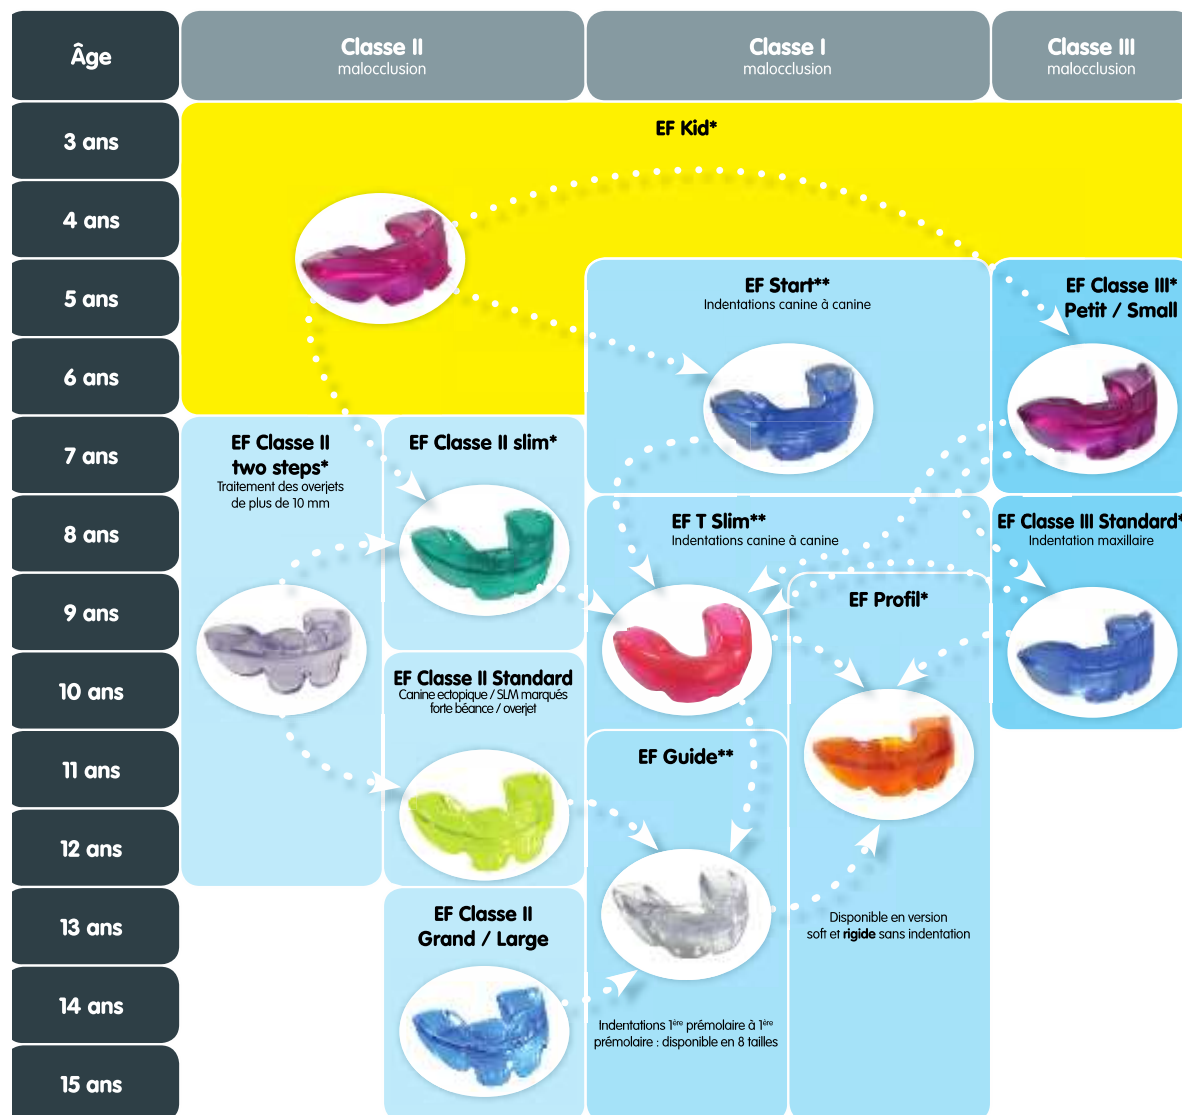 Âge
Classe II
malocclusion
Classe I
malocclusion
Classe III
malocclusion
3 ans
4 ans
5 ans
6 ans
7 ans
8 ans
9 ans
10 ans
11 ans
12 ans
13 ans
14 ans
15 ans
EF Kid*
EF Start**
Indentations canine à canine
EF Classe III*
Petit / Small
EF Classe II
two steps*
Traitement des overjets
de plus de 10 mm
EF Classe II slim*
EF T Slim**
Indentations canine à canine
EF Classe III Standard*
Indentation maxillaire
EF Profil*
EF Classe II Standard
Canine ectopique / SLM marqués
forte béance / overjet
EF Guide**
EF Classe II
Grand / Large
Disponible en version
soft et rigide sans indentation
Indentations 1ère prémolaire à 1ère
prémolaire : disponible en 8 tailles